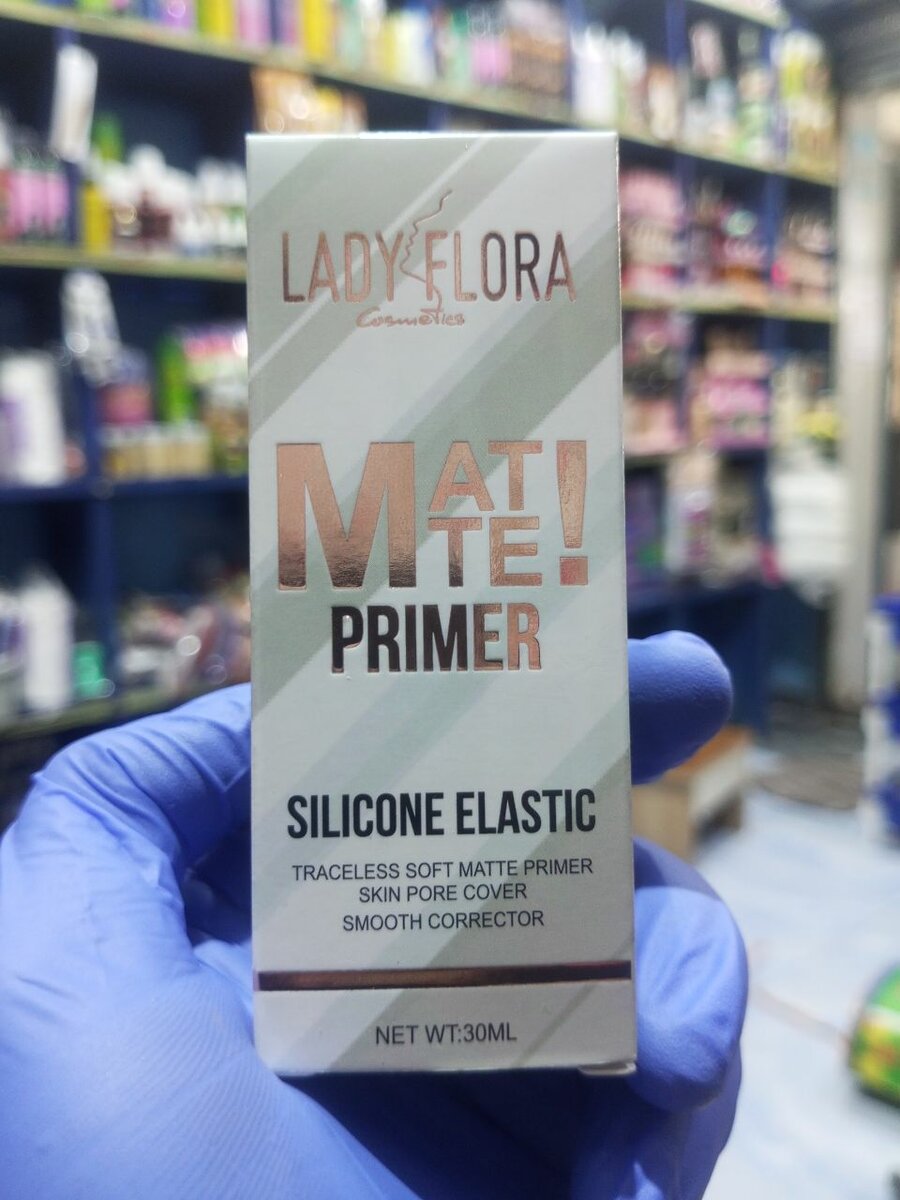 LADY FLORA
Cosmetics
MATTE!
PRIMER
SILICONE ELASTIC
TRACELESS SOFT MATTE PRIMER
SKIN PORE COVER
SMOOTH CORRECTOR
NET WT:30ML